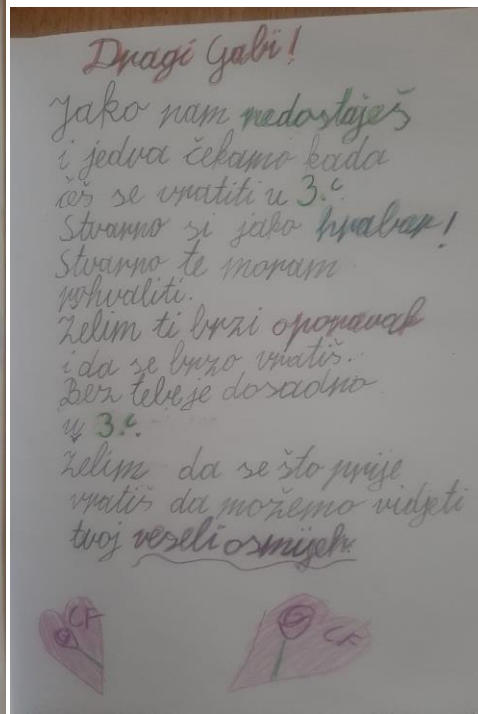 Dragi Gabi!
Jako nam nedostaješ
i jedva čekamo kada
ćeš se vratiti u 3.c.
Stvarno si jako hrabar!
Stvarno te moram
pohvaliti.
Želim ti brzi oporavak
i da se brzo vratiš.
Bez tebe je dosadno
u 3.c.
Želim da se što prije
vratiš da možemo vidjeti
tvoj veseli osmijeh.
CF
CF